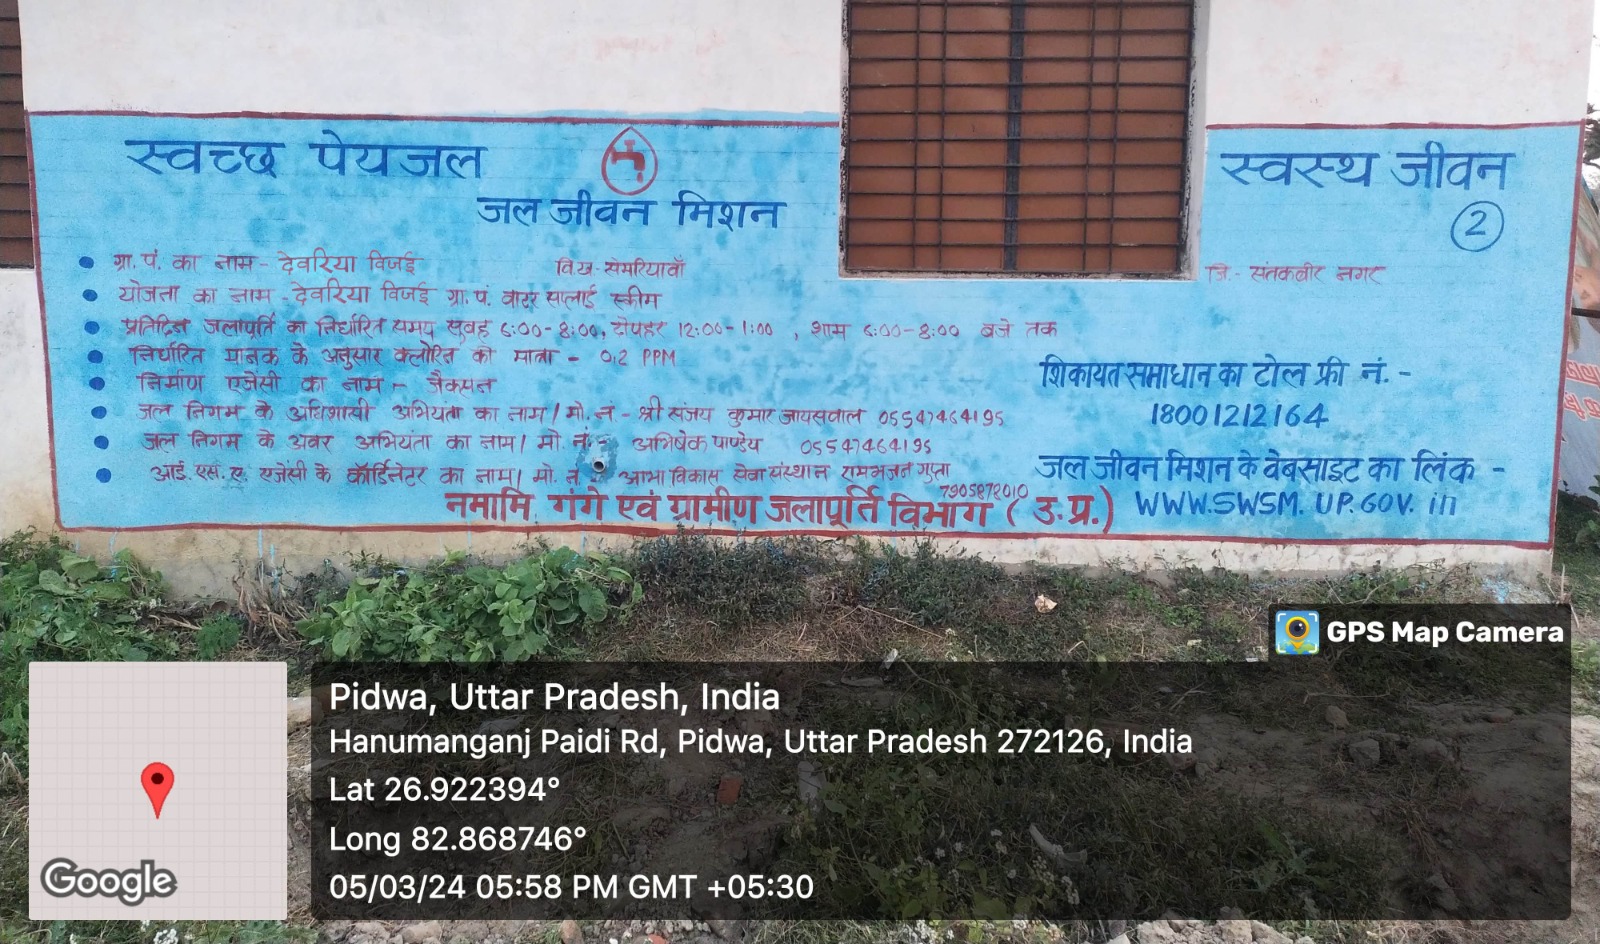 स्वच्छ पेयजल
स्वस्थ जीवन
जल जीवन मिशन
2
ग्रा. पं. का नाम - देवरिया विजई वि.ख - सेमरियावाँ जि. - संतकबीर नगर
योजना का नाम - देवरिया विजई ग्रा. पं. वाटर सप्लाई स्कीम
प्रतिदिन जलापूर्ति का निर्धारित समय सुबह 6:00-8:00, दोपहर 12:00-1:00 , शाम 6:00-8:00 बजे तक
निर्धारित मानक के अनुसार क्लोरिन की मात्रा - 0.2 PPM
निर्माण एजेंसी का नाम - जैक्सन
जल निगम के अधिशासी अभियंता का नाम / मो. नं - श्री संजय कुमार जायसवाल 05547464195
जल निगम के अवर अभियंता का नाम / मो. नं - अभिषेक पाण्डेय 05547464195
आई. एस. ए. एजेंसी के कॉर्डिनेटर का नाम / मो. नं आभा विकास सेवा संस्थान रामभजन गुप्ता
7905872010
शिकायत समाधान का टोल फ्री नं. -
18001212164
जल जीवन मिशन के वेबसाइट का लिंक -
WWW.SWSM.UP.GOV.in
नमामि गंगे एवं ग्रामीण जलापूर्ति विभाग ( उ.प्र.)
GPS Map Camera
Pidwa, Uttar Pradesh, India
Hanumanganj Paidi Rd, Pidwa, Uttar Pradesh 272126, India
Lat 26.922394°
Long 82.868746°
05/03/24 05:58 PM GMT +05:30
Google